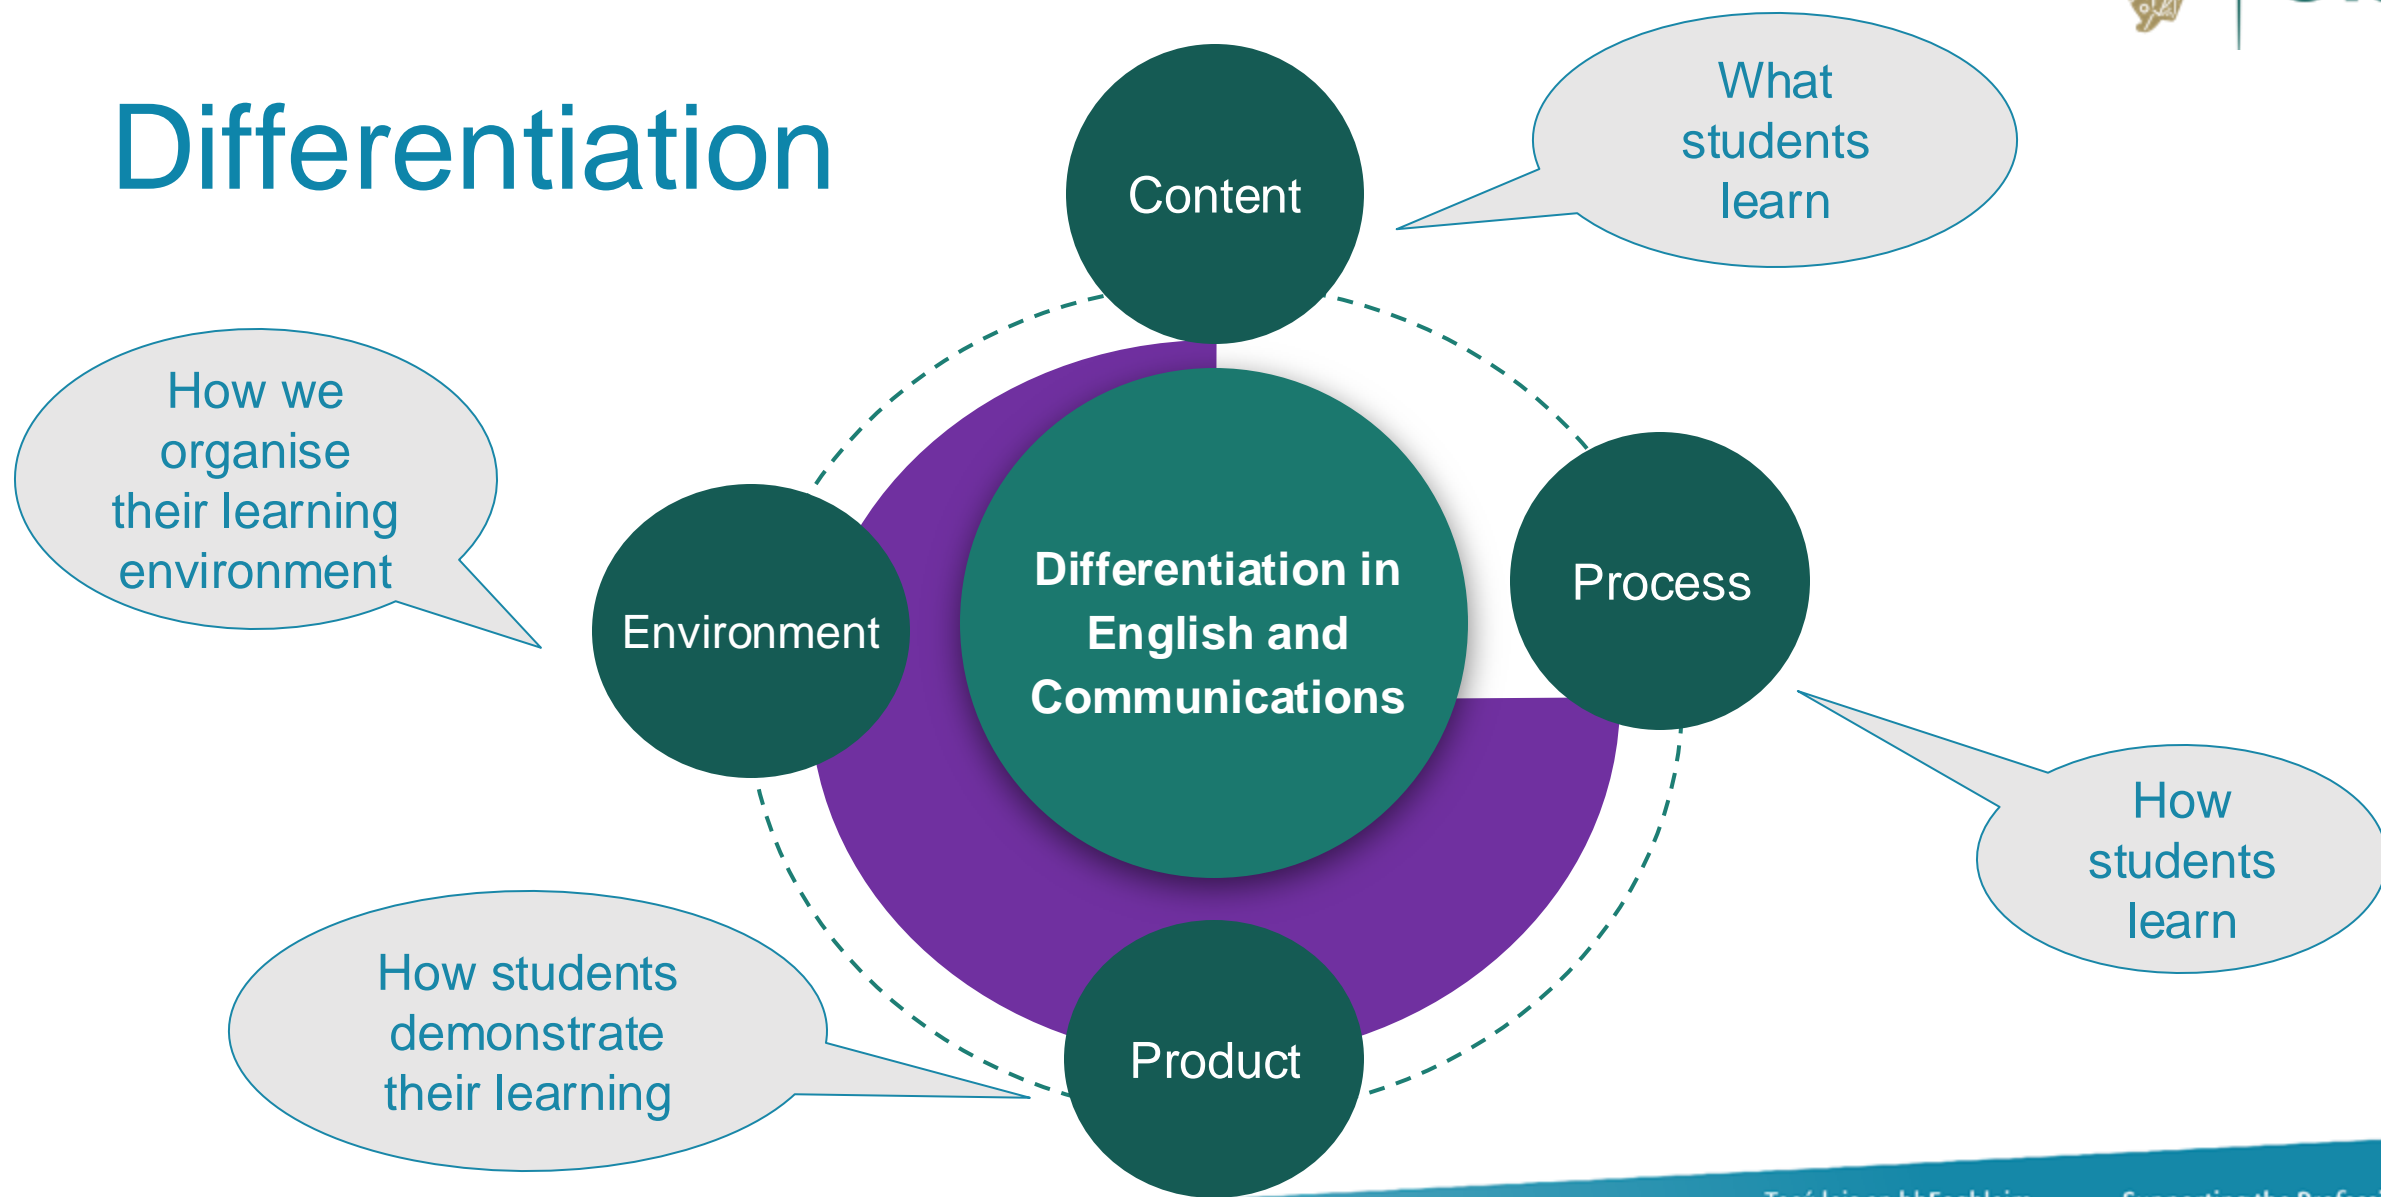 Differentiation
Content
What
students
learn
How we
organise
their learning
environment
Environment
Differentiation in
English and
Communications
Process
How
students
learn
How students
demonstrate
their learning
Product